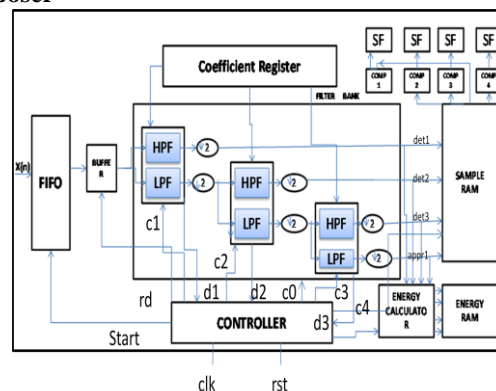 poser
SF SF SF SF
COMP 1
COMP 2
COMP 3
COMP 4
Coefficient Register
FILTER BANK
X(n)
FIFO
BUFFE R
HPF
2
LPF
2
HPF
2
LPF
2
HPF
2
LPF
2
det1
det2
det3
appr1
SAMPLE RAM
c1
c2
rd
d1
d2
c0
c3
c4
d3
Start
CONTROLLER
ENERGY CALCULATO R
ENERGY RAM
clk
rst